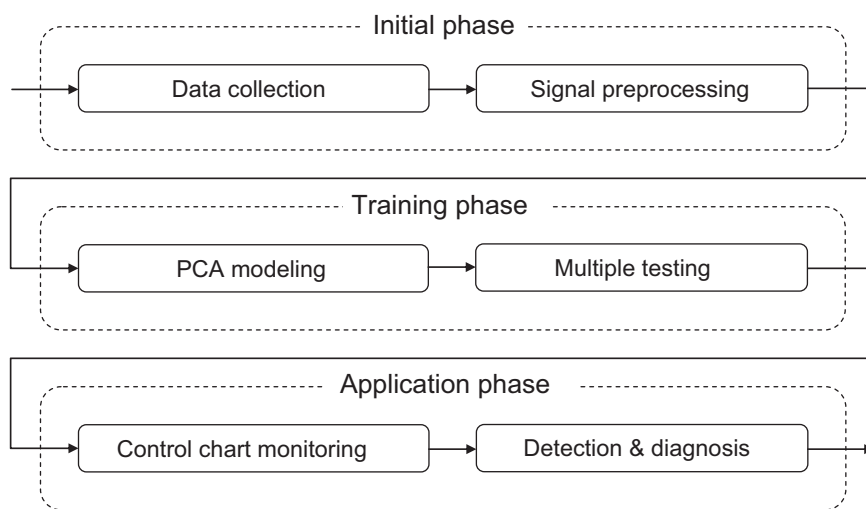 Initial phase
Data collection
Signal preprocessing
Training phase
PCA modeling
Multiple testing
Application phase
Control chart monitoring
Detection & diagnosis